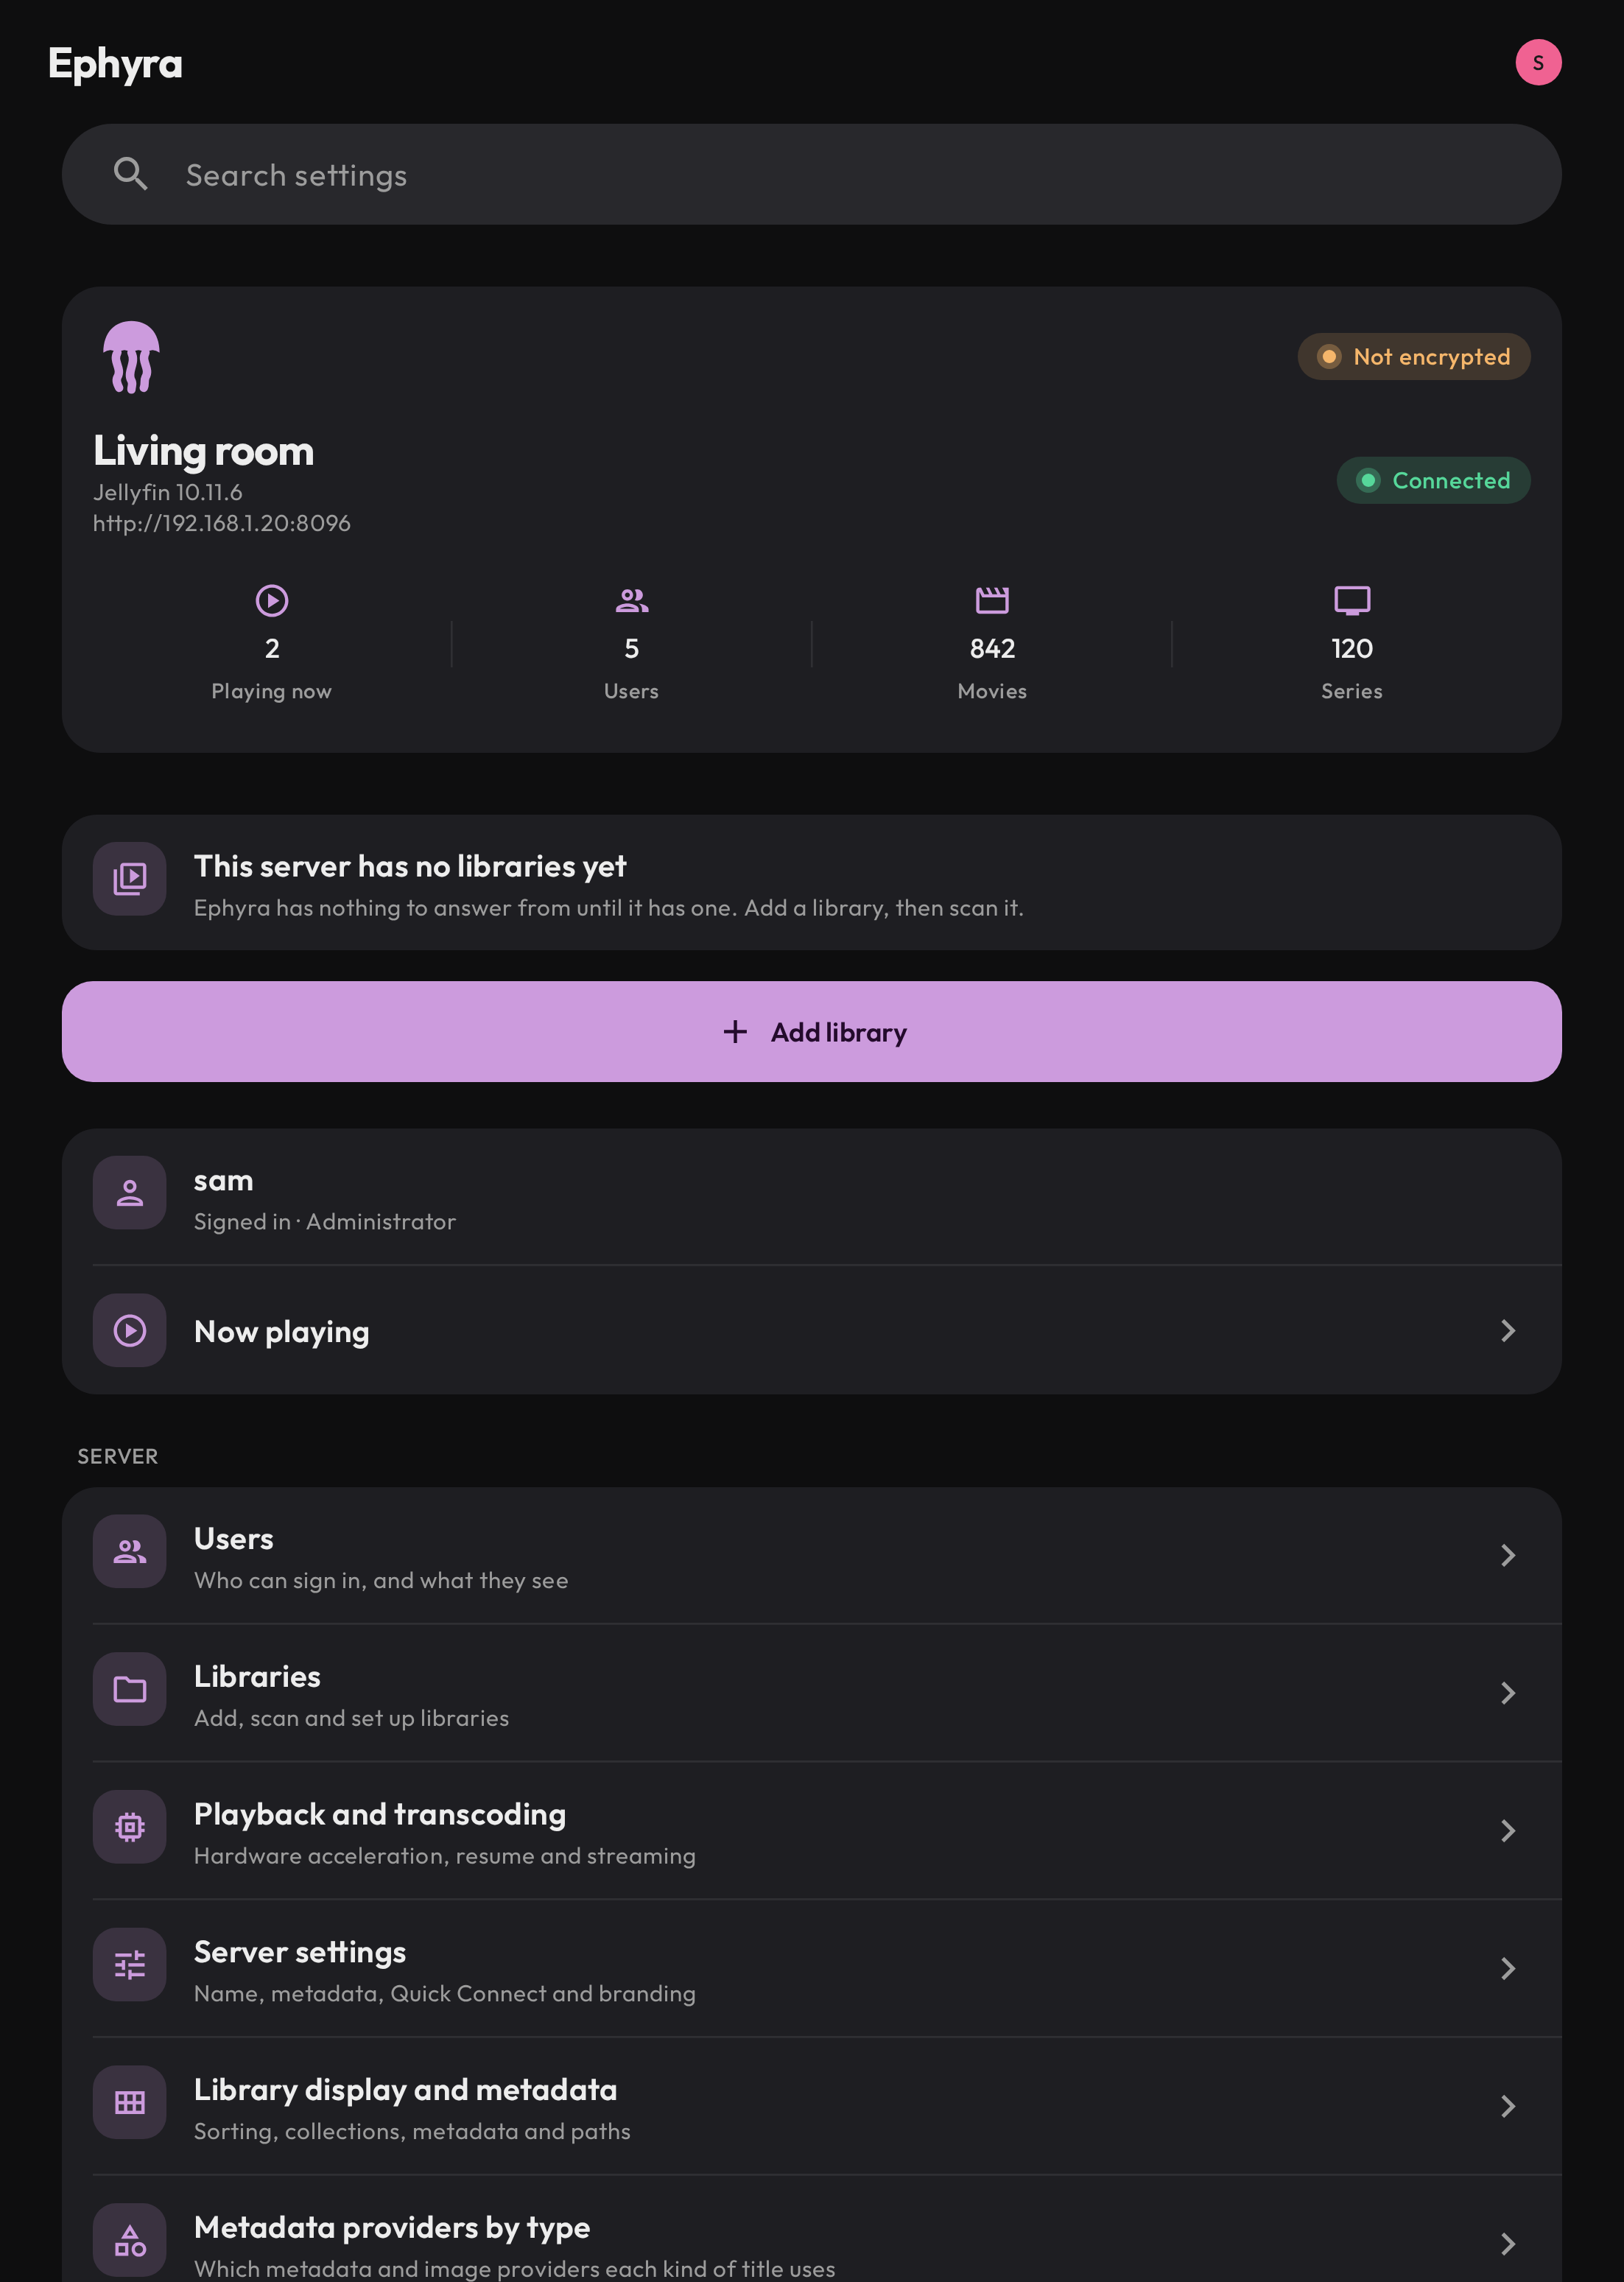 Ephyra
S
Search settings
Not encrypted
Living room
Jellyfin 10.11.6
http://192.168.1.20:8096
Connected
2
Playing now
5
Users
842
Movies
120
Series
This server has no libraries yet
Ephyra has nothing to answer from until it has one. Add a library, then scan it.
Add library
sam
Signed in · Administrator
Now playing
SERVER
Users
Who can sign in, and what they see
Libraries
Add, scan and set up libraries
Playback and transcoding
Hardware acceleration, resume and streaming
Server settings
Name, metadata, Quick Connect and branding
Library display and metadata
Sorting, collections, metadata and paths
Metadata providers by type
Which metadata and image providers each kind of title uses